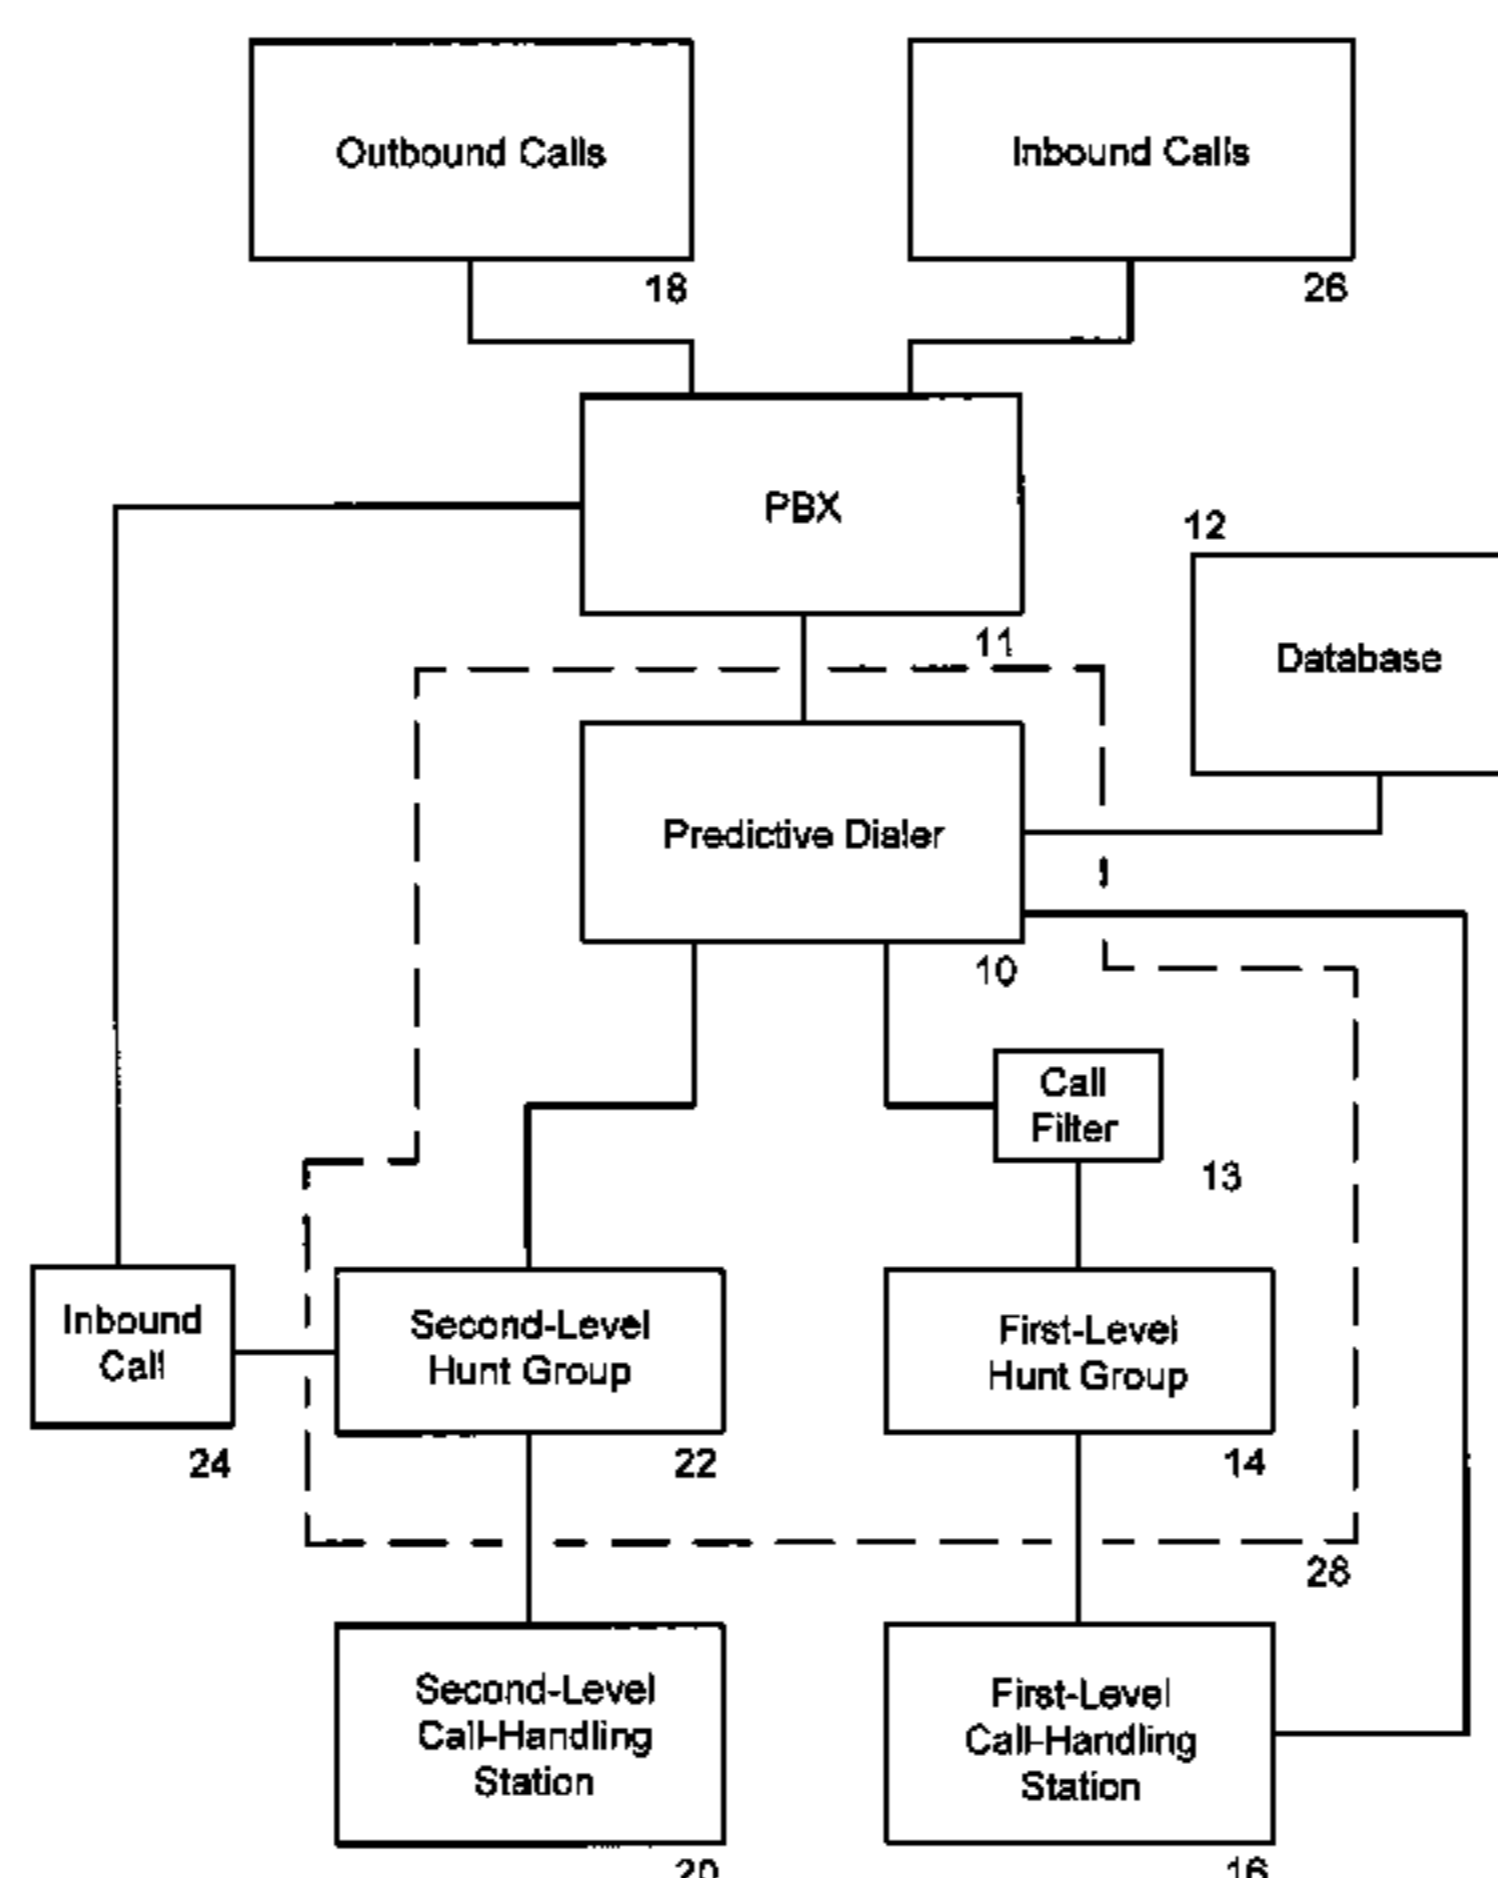 Outbound Calls
Inbound Calls
18
26
PBX
12
11
Database
Predictive Dialer
10
Call
Filter
13
Inbound
Call
Second-Level
Hunt Group
First-Level
Hunt Group
24
22
14
28
Second-Level
Call-Handling
Station
First-Level
Call-Handling
Station
20
16